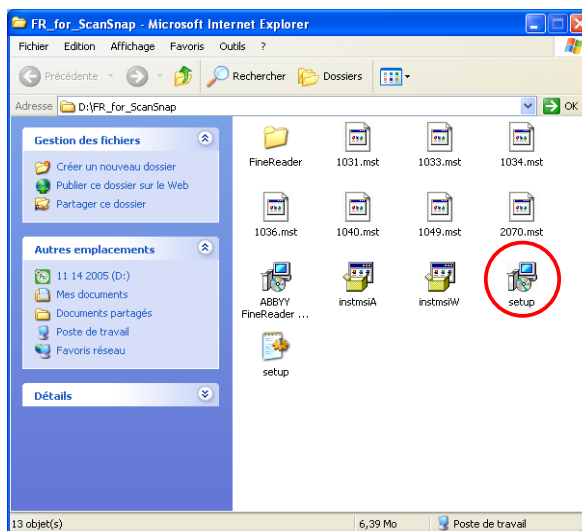 FR_for_ScanSnap - Microsoft Internet Explorer
Fichier Edition Affichage Favoris Outils ?
Précédente Rechercher Dossiers
Adresse D:\FR_for_ScanSnap OK
Gestion des fichiers
Créer un nouveau dossier
Publier ce dossier sur le Web
Partager ce dossier
Autres emplacements
11 14 2005 (D:)
Mes documents
Documents partagés
Poste de travail
Favoris réseau
Détails
FineReader 1031.mst 1033.mst 1034.mst
1036.mst 1040.mst 1049.mst 2070.mst
ABBYY
FineReader ... instmsiA instmsiW setup
setup
13 objet(s) 6,39 Mo Poste de travail